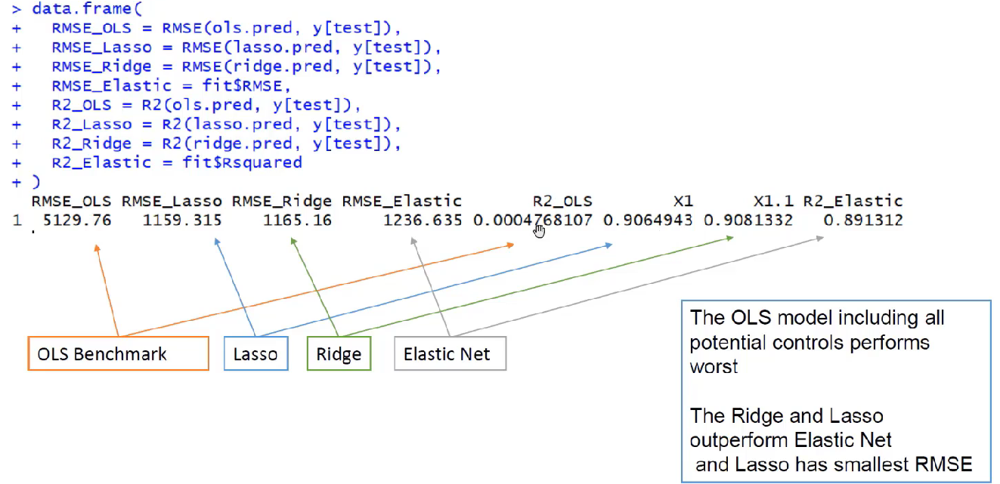 > data.frame(
+   RMSE_OLS = RMSE(ols.pred, y[test]),
+   RMSE_Lasso = RMSE(lasso.pred, y[test]),
+   RMSE_Ridge = RMSE(ridge.pred, y[test]),
+   RMSE_Elastic = fit$RMSE,
+   R2_OLS = R2(ols.pred, y[test]),
+   R2_Lasso = R2(lasso.pred, y[test]),
+   R2_Ridge = R2(ridge.pred, y[test]),
+   R2_Elastic = fit$Rsquared
+ )
RMSE_OLS RMSE_Lasso RMSE_Ridge RMSE_Elastic R2_OLS X1 X1.1 R2_Elastic
1 5129.76 1159.315 1165.16 1236.635 0.0004768107 0.9064943 0.9081332 0.891312
OLS Benchmark
Lasso
Ridge
Elastic Net
The OLS model including all
potential controls performs
worst
The Ridge and Lasso
outperform Elastic Net
and Lasso has smallest RMSE